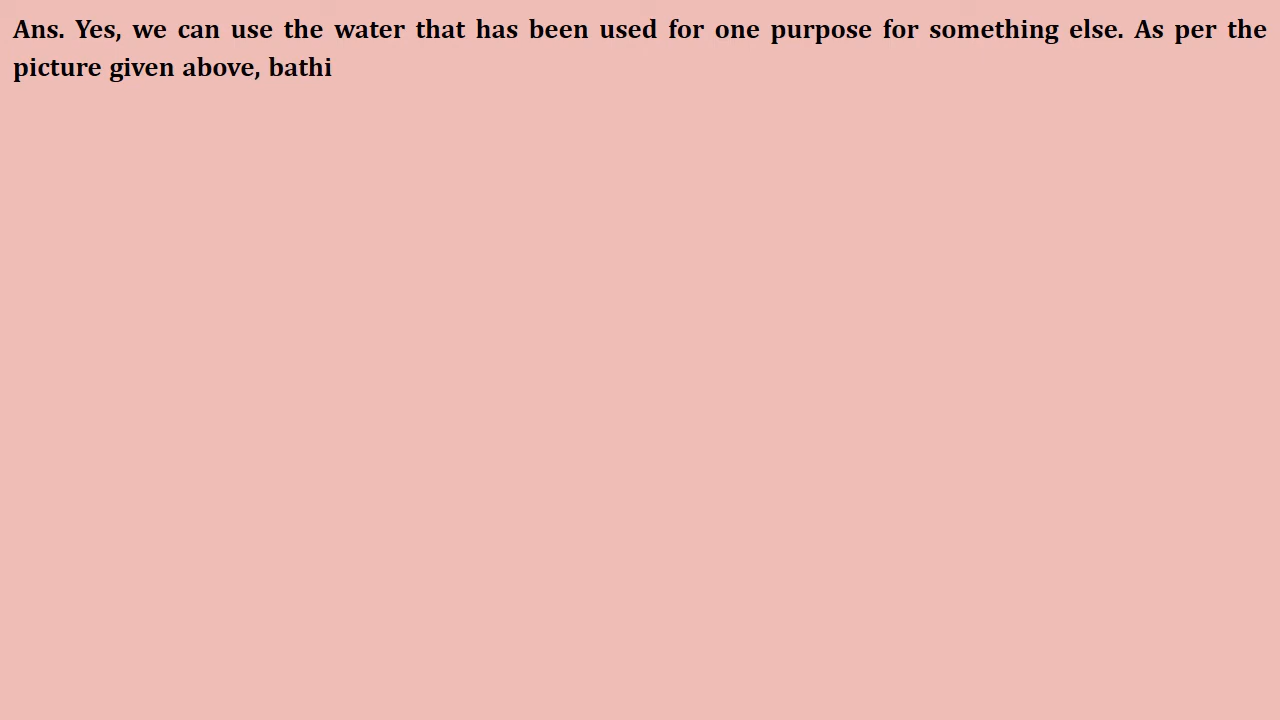 Ans. Yes, we can use the water that has been used for one purpose for something else. As per the
picture given above, bathi